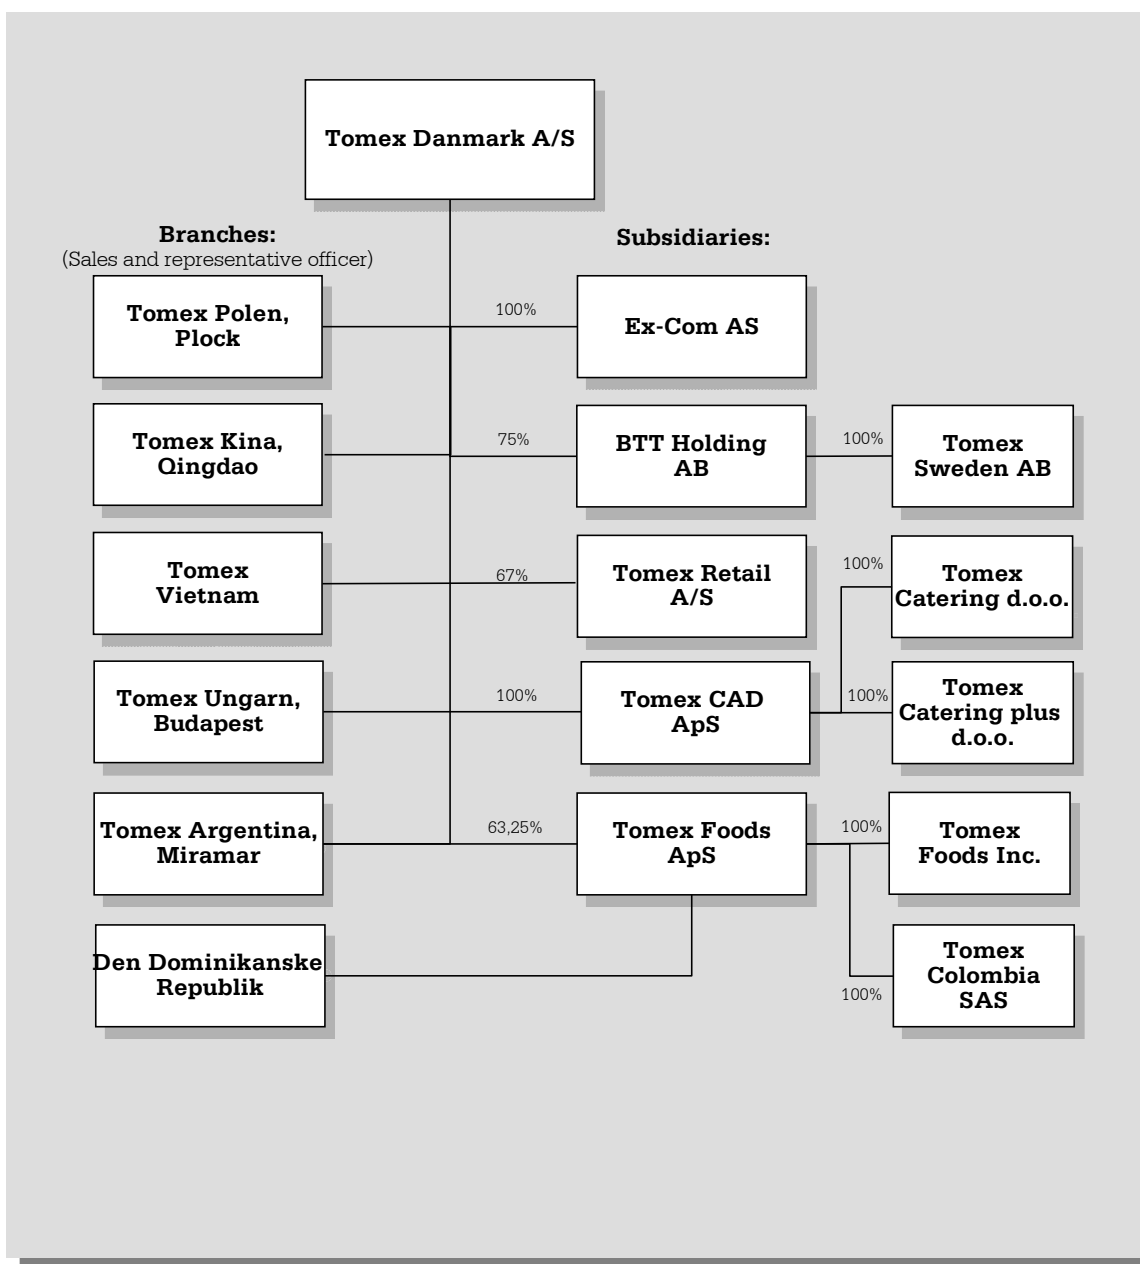 Tomex Danmark A/S
Branches:
(Sales and representative officer)
Subsidiaries:
Tomex Polen,
Plock
100%
Ex-Com AS
Tomex Kina,
Qingdao
75%
BTT Holding
AB
100%
Tomex
Sweden AB
Tomex
Vietnam
67%
Tomex Retail
A/S
100%
Tomex
Catering d.o.o.
Tomex Ungarn,
Budapest
100%
Tomex CAD
ApS
100%
Tomex
Catering plus
d.o.o.
Tomex Argentina,
Miramar
63,25%
Tomex Foods
ApS
100%
Tomex
Foods Inc.
Den Dominikanske
Republik
100%
Tomex
Colombia
SAS